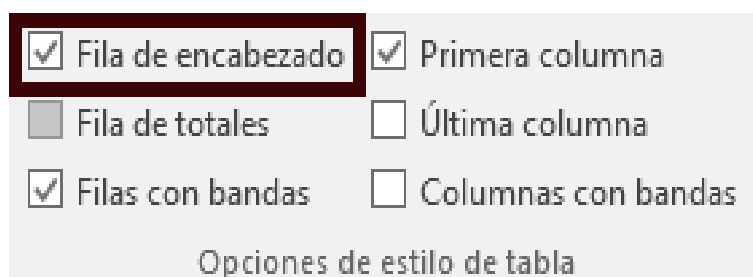 Fila de encabezado Primera columna
Fila de totales Última columna
Filas con bandas Columnas con bandas
Opciones de estilo de tabla